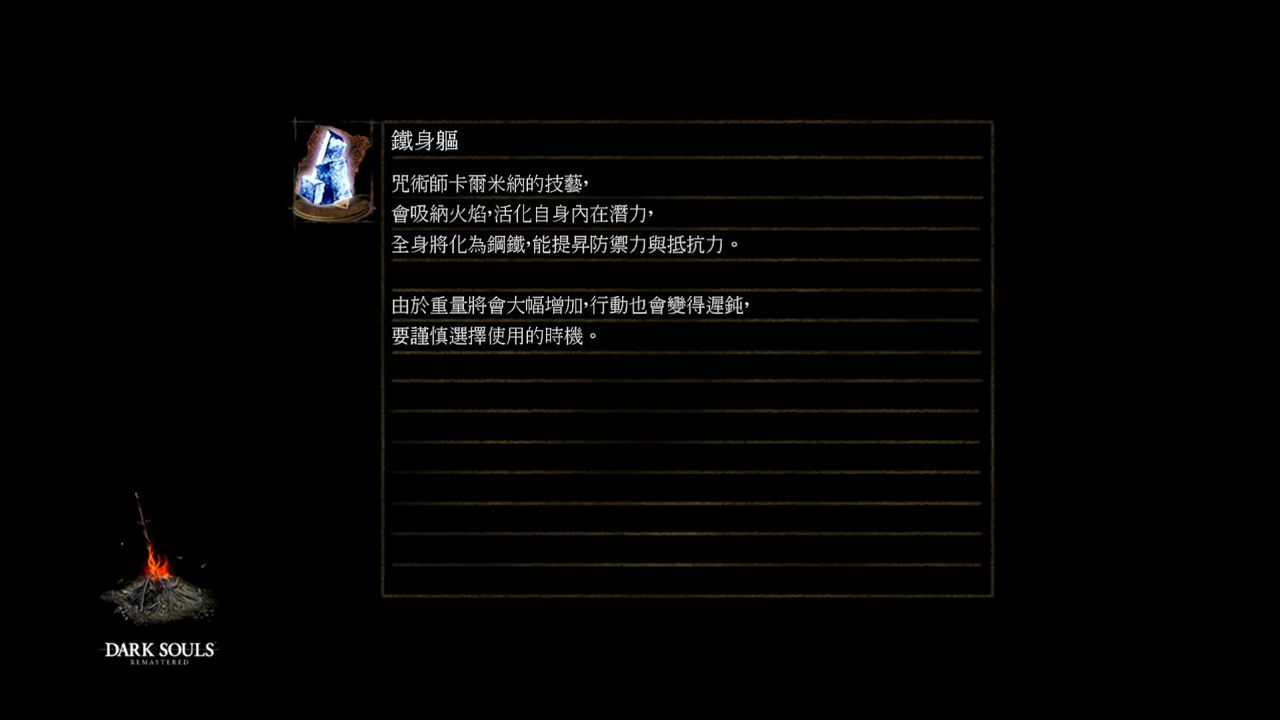 鐵身軀
咒術師卡爾米納的技藝，
會吸納火焰，活化自身內在潛力，
全身將化為鋼鐵，能提昇防禦力與抵抗力。
由於重量將會大幅增加，行動也會變得遲鈍，
要謹慎選擇使用的時機。
DARK SOULS
REMASTERED